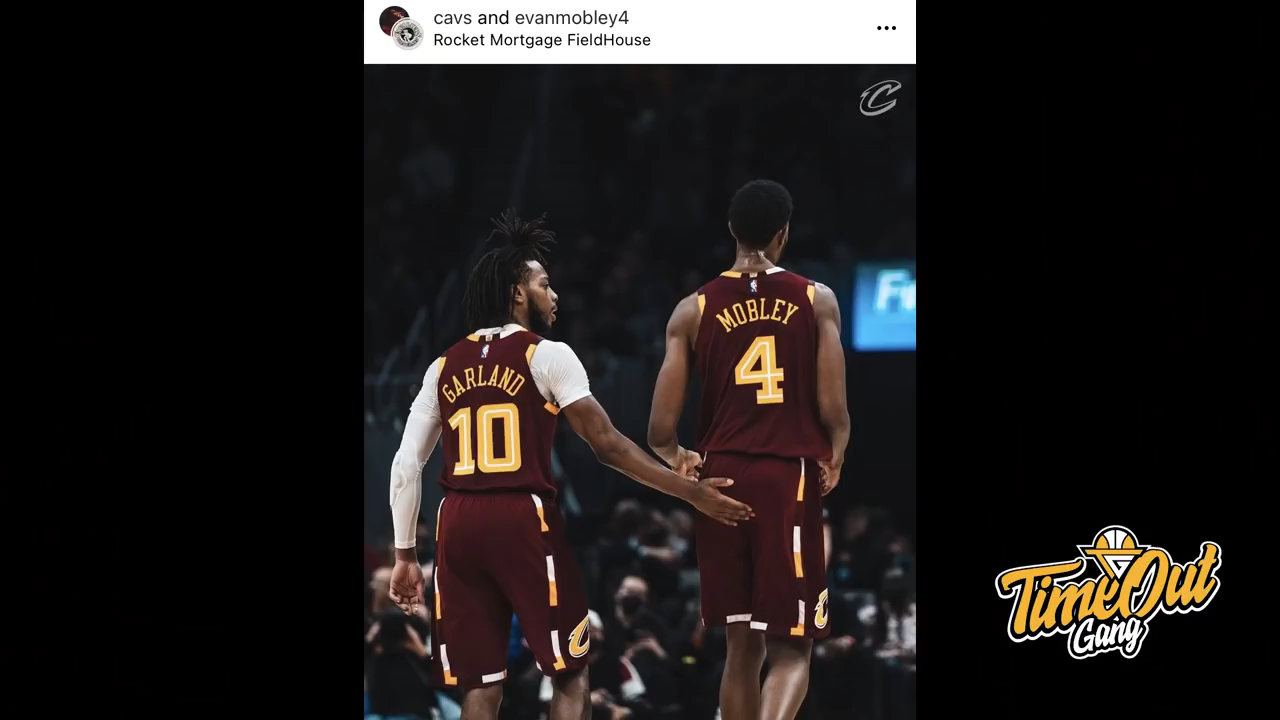 cavs and evanmobley4
Rocket Mortgage FieldHouse
C
MOBLEY
4
GARLAND
10
C
C
TimeOut
Gang